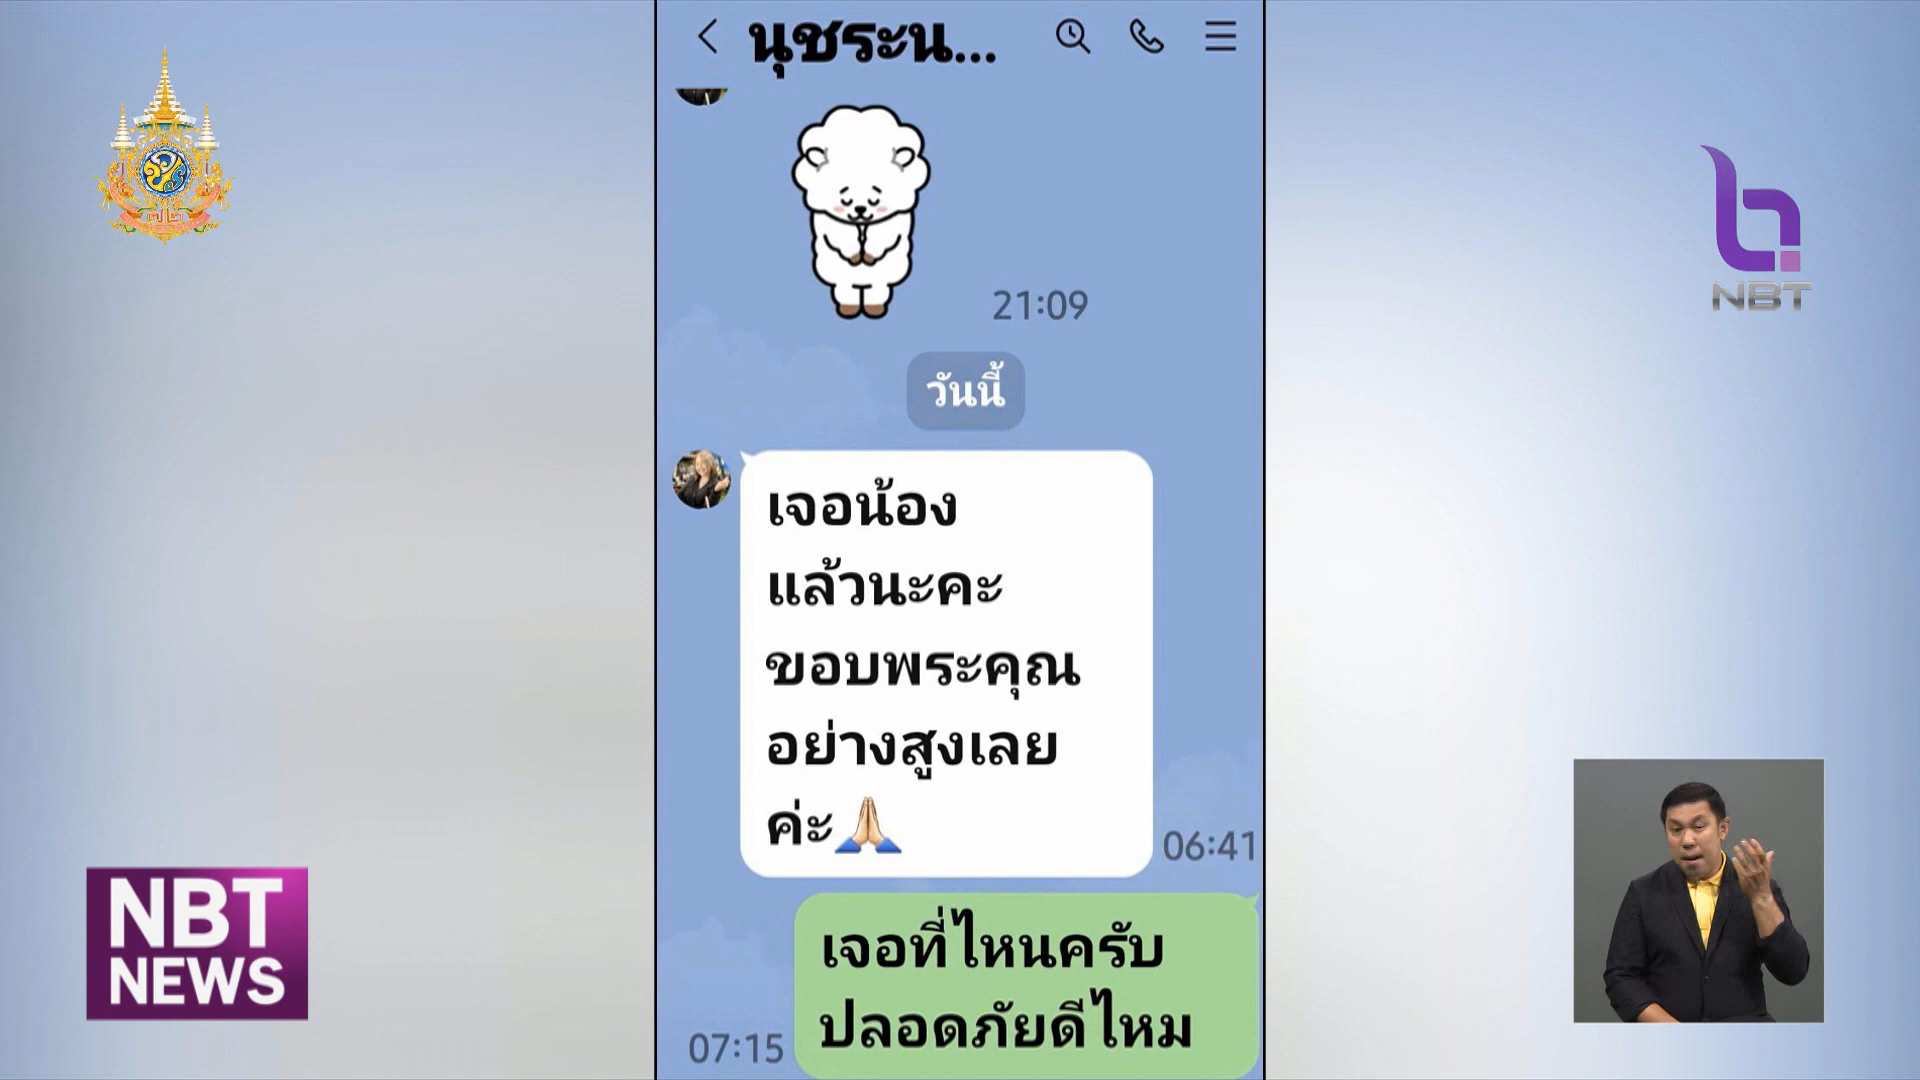 นุชระน...
21:09
วันนี้
เจอน้อง
แล้วนะคะ
ขอบพระคุณ
อย่างสูงเลย
ค่ะ🙏🏻
06:41
เจอที่ไหนครับ
ปลอดภัยดีไหม
07:15
NBT
NBT
NEWS